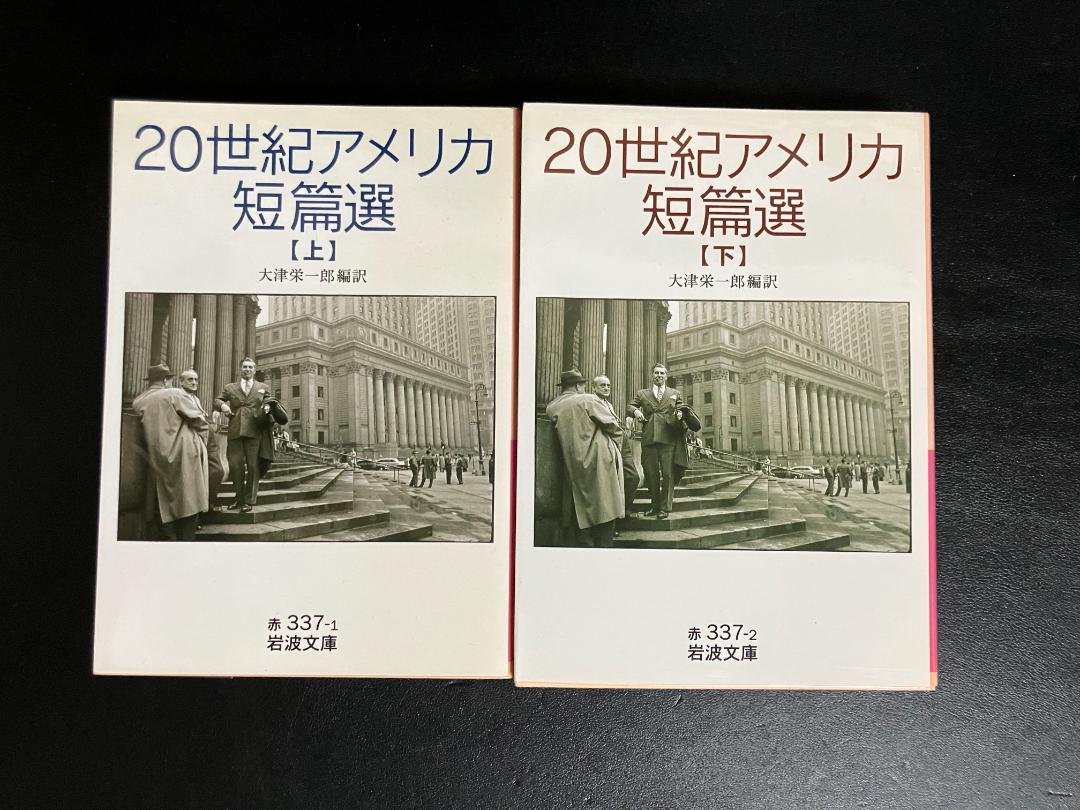 20世紀アメリカ
短篇選
【上】
大津栄一郎編訳
赤 337-1
岩波文庫
20世紀アメリカ
短篇選
【下】
大津栄一郎編訳
赤 337-2
岩波文庫